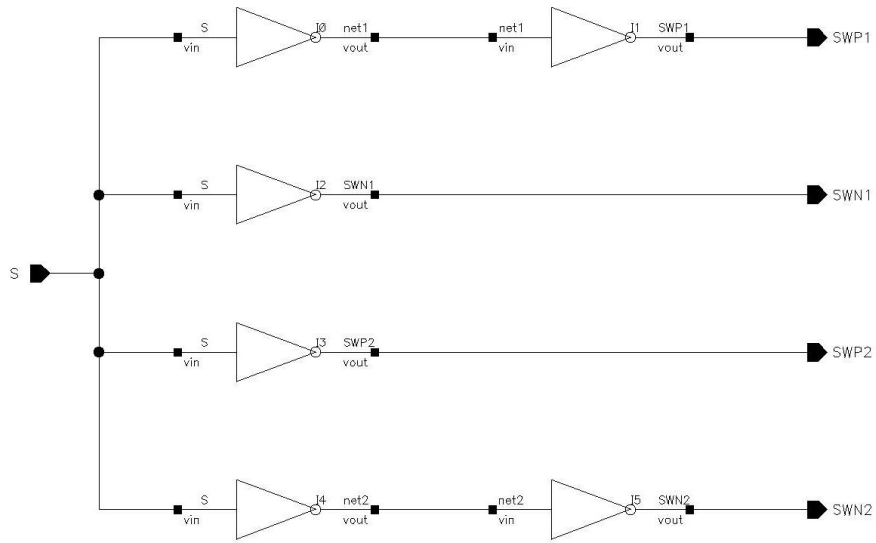 S I0 net1 net1 I1 SWP1 SWP1
vin vout vin vout
S I2 SWN1 SWN1
vin vout
S
S I3 SWP2 SWP2
vin vout
S I4 net2 net2 I5 SWN2 SWN2
vin vout vin vout